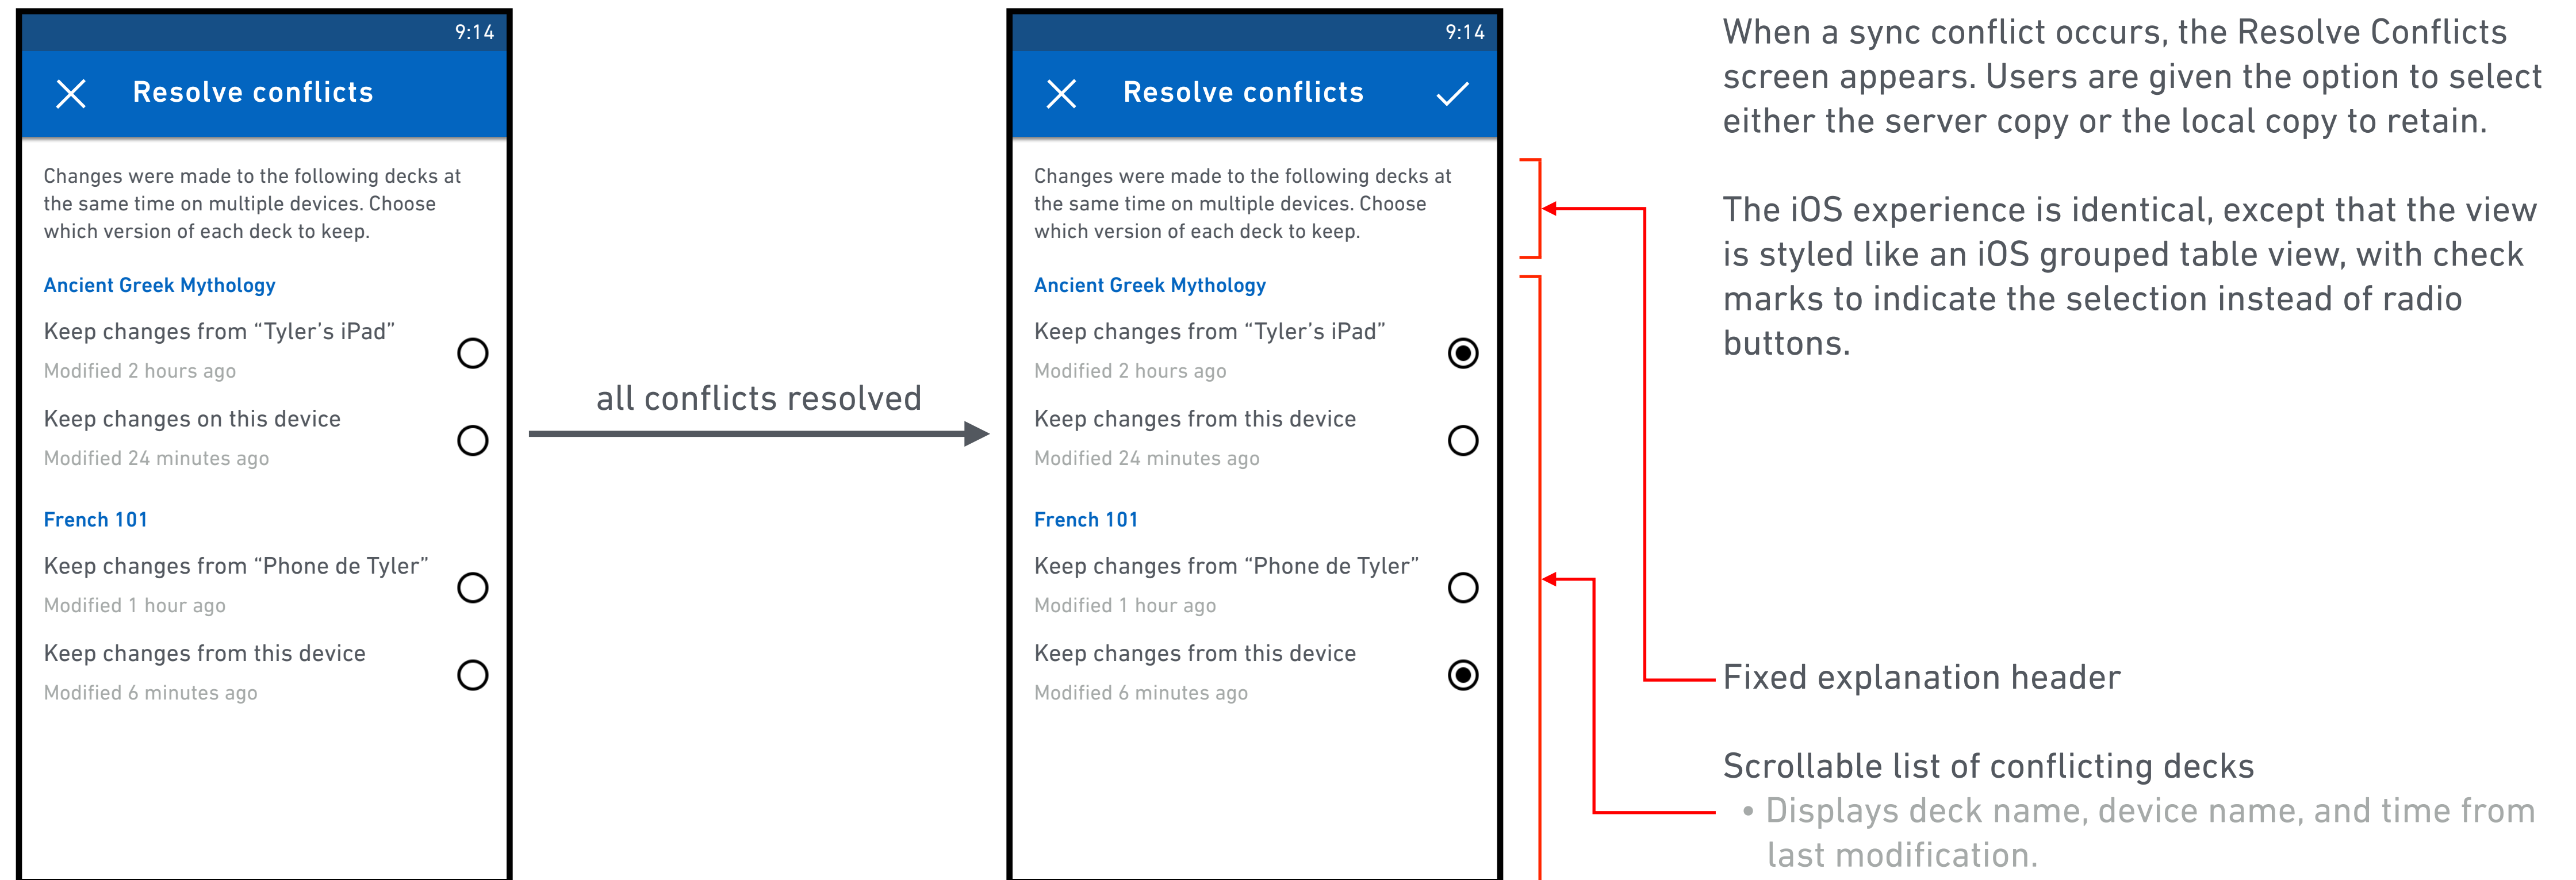 9:14
Resolve conflicts
Changes were made to the following decks at
the same time on multiple devices. Choose
which version of each deck to keep.
Ancient Greek Mythology
Keep changes from “Tyler’s iPad”
Modified 2 hours ago
Keep changes on this device
Modified 24 minutes ago
French 101
Keep changes from “Phone de Tyler”
Modified 1 hour ago
Keep changes from this device
Modified 6 minutes ago
all conflicts resolved
9:14
Resolve conflicts
Changes were made to the following decks at
the same time on multiple devices. Choose
which version of each deck to keep.
Ancient Greek Mythology
Keep changes from “Tyler’s iPad”
Modified 2 hours ago
Keep changes from this device
Modified 24 minutes ago
French 101
Keep changes from “Phone de Tyler”
Modified 1 hour ago
Keep changes from this device
Modified 6 minutes ago
When a sync conflict occurs, the Resolve Conflicts
screen appears. Users are given the option to select
either the server copy or the local copy to retain.
The iOS experience is identical, except that the view
is styled like an iOS grouped table view, with check
marks to indicate the selection instead of radio
buttons.
Fixed explanation header
Scrollable list of conflicting decks
• Displays deck name, device name, and time from
last modification.